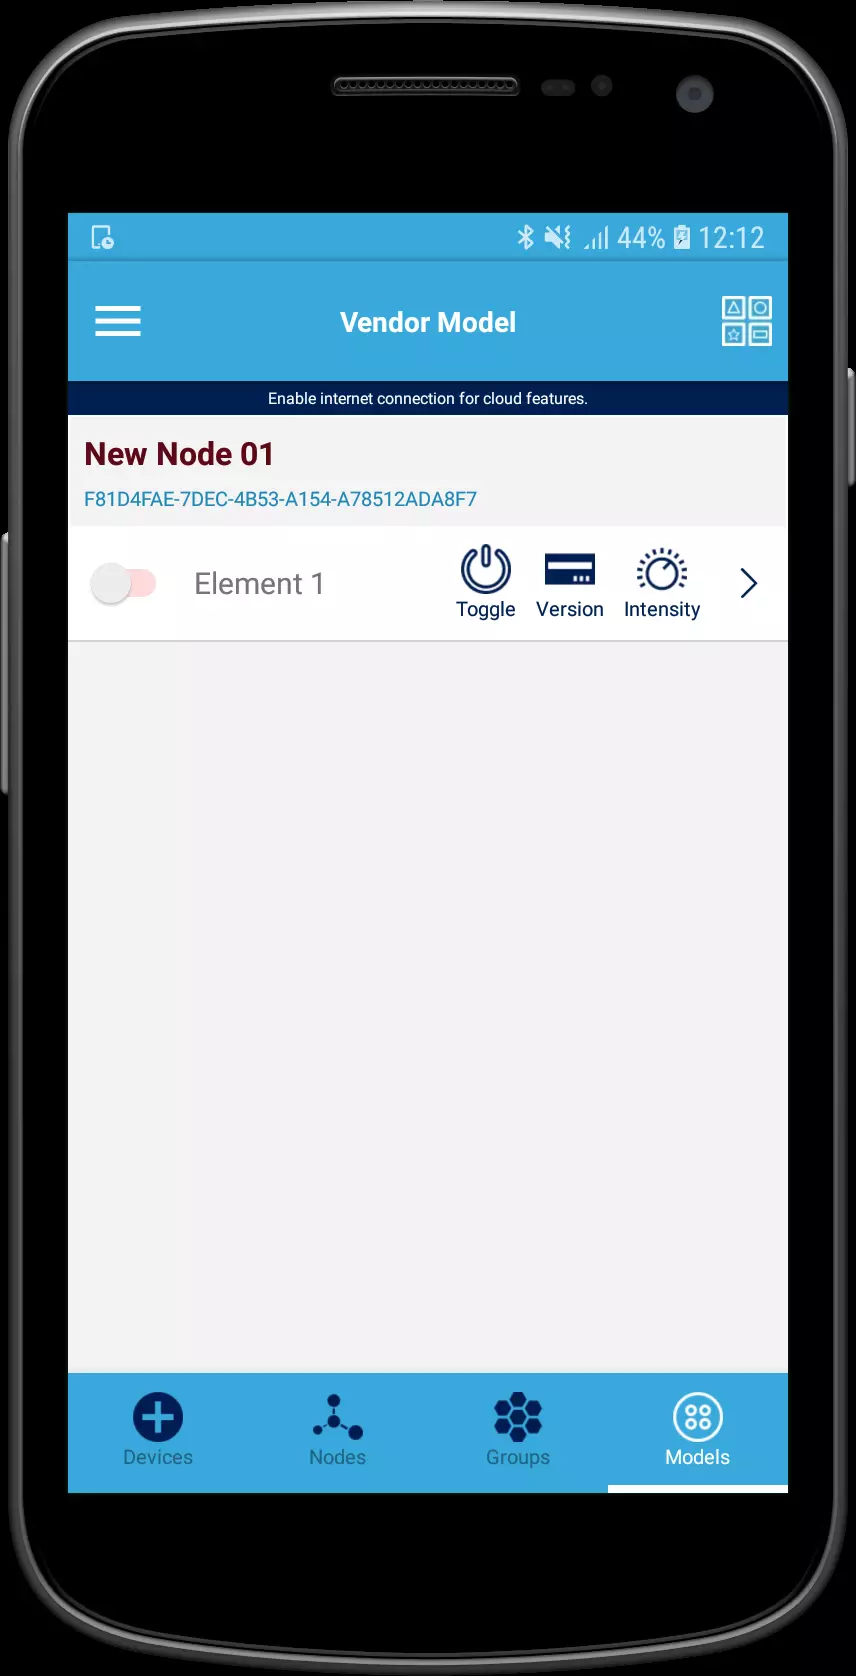 44% 12:12
Vendor Model
Enable internet connection for cloud features.
New Node 01
F81D4FAE-7DEC-4B53-A154-A78512ADA8F7
Element 1 Toggle Version Intensity
Devices Nodes Groups Models